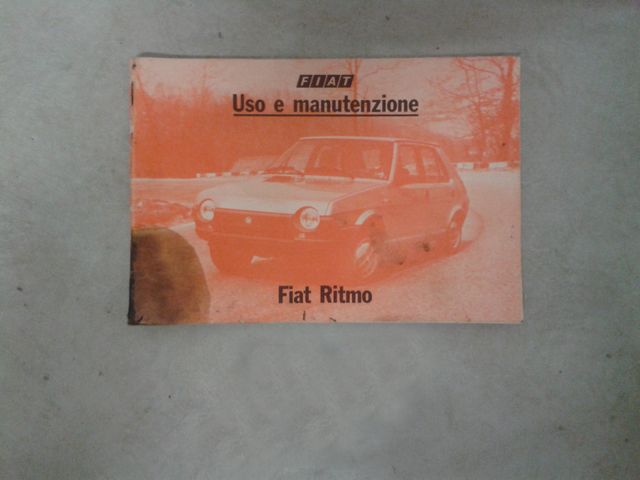 FIAT
Uso e manutenzione
Fiat Ritmo